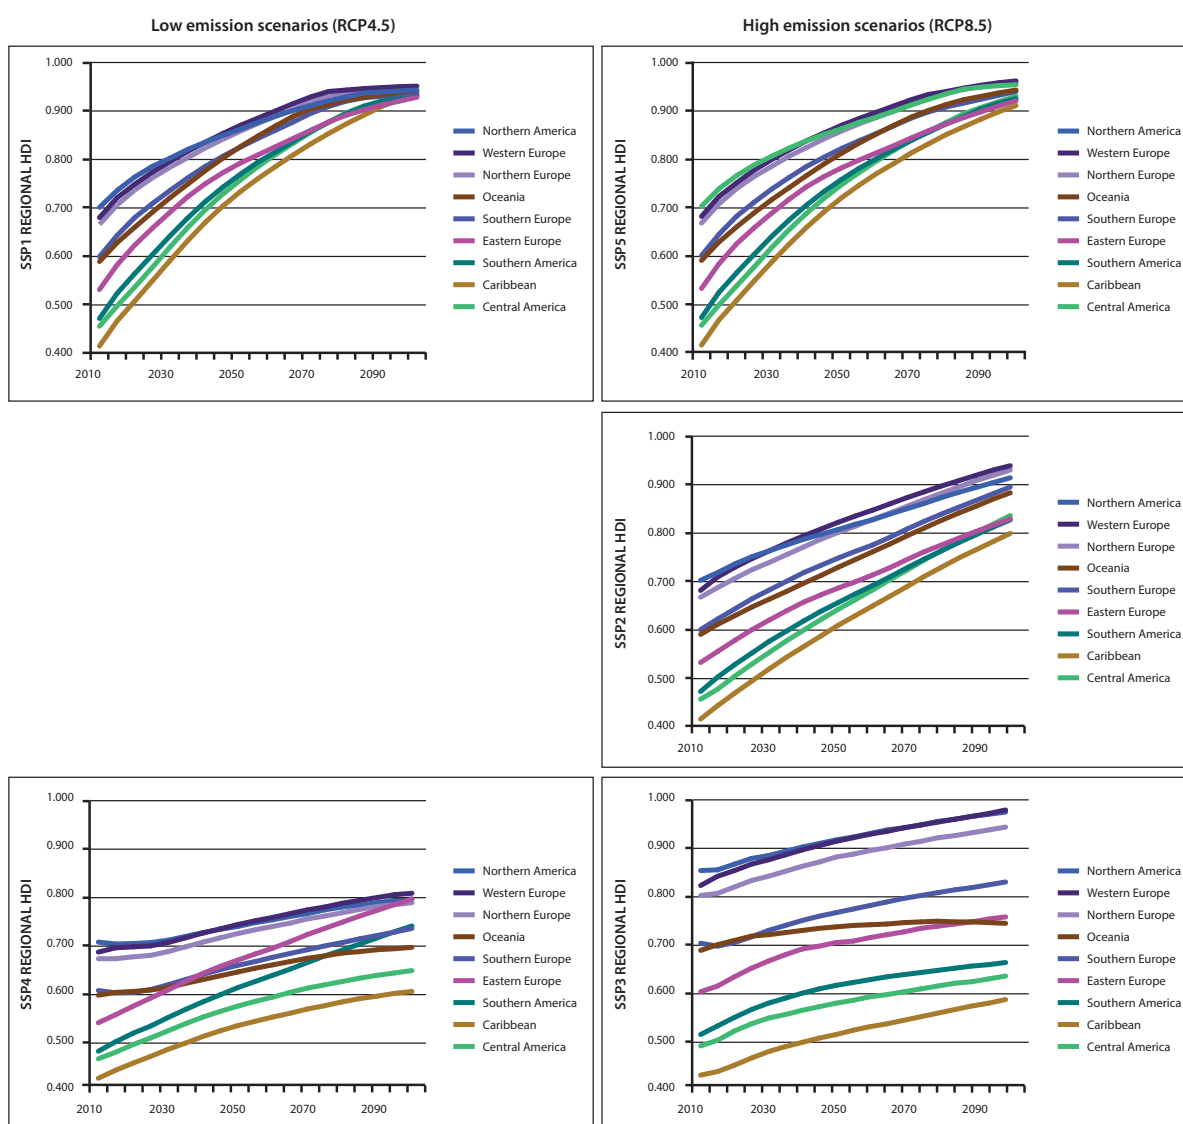 Low emission scenarios (RCP4.5)
High emission scenarios (RCP8.5)
SSP1 REGIONAL HDI
1.000
0.900
0.800
0.700
0.600
0.500
0.400
2010 2030 2050 2070 2090
Northern America
Western Europe
Northern Europe
Oceania
Southern Europe
Eastern Europe
Southern America
Caribbean
Central America
SSP5 REGIONAL HDI
1.000
0.900
0.800
0.700
0.600
0.500
0.400
2010 2030 2050 2070 2090
Northern America
Western Europe
Northern Europe
Oceania
Southern Europe
Eastern Europe
Southern America
Caribbean
Central America
SSP2 REGIONAL HDI
1.000
0.900
0.800
0.700
0.600
0.500
0.400
2010 2030 2050 2070 2090
Northern America
Western Europe
Northern Europe
Oceania
Southern Europe
Eastern Europe
Southern America
Caribbean
Central America
SSP4 REGIONAL HDI
1.000
0.900
0.800
0.700
0.600
0.500
0.400
2010 2030 2050 2070 2090
Northern America
Western Europe
Northern Europe
Oceania
Southern Europe
Eastern Europe
Southern America
Caribbean
Central America
SSP3 REGIONAL HDI
1.000
0.900
0.800
0.700
0.600
0.500
0.400
2010 2030 2050 2070 2090
Northern America
Western Europe
Northern Europe
Oceania
Southern Europe
Eastern Europe
Southern America
Caribbean
Central America